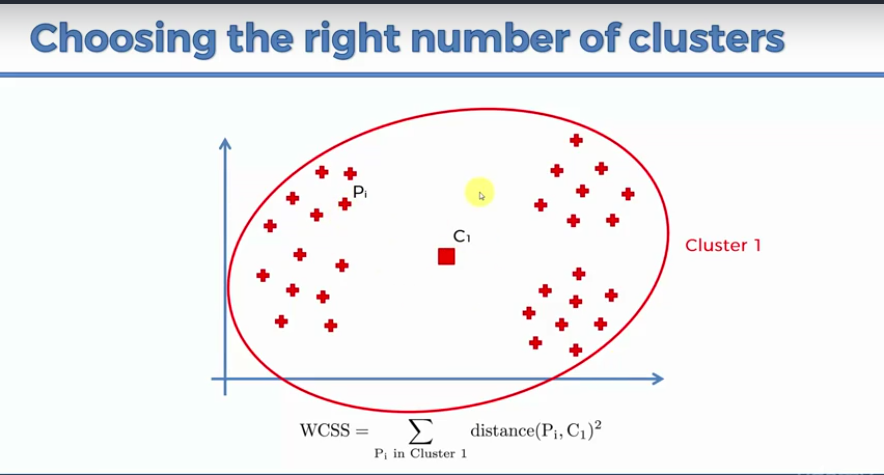 Choosing the right number of clusters
Pᵢ
C₁
Cluster 1
WCSS = ∑ distance(Pᵢ, C₁)²
Pᵢ in Cluster 1